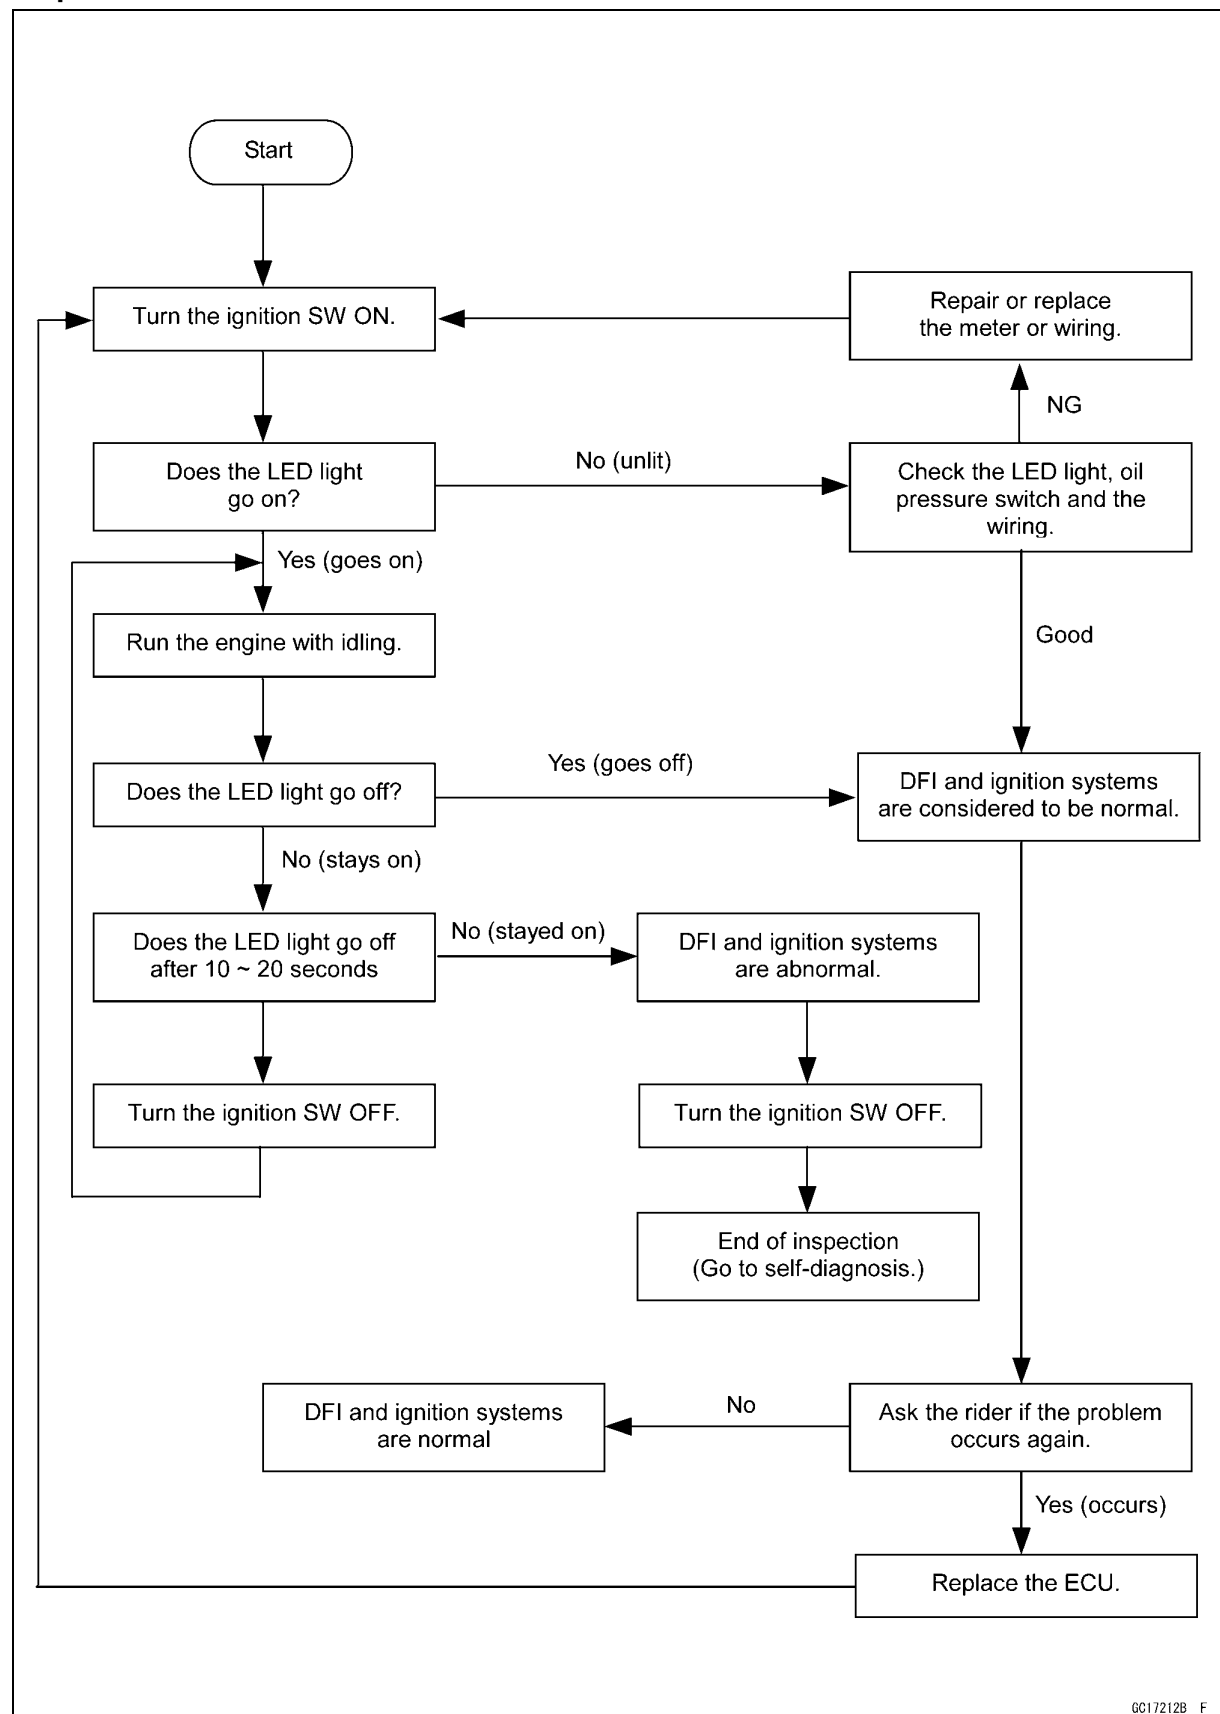 Start
Turn the ignition SW ON.
Repair or replace
the meter or wiring.
NG
Does the LED light
go on?
No (unlit)
Check the LED light, oil
pressure switch and the
wiring.
Yes (goes on)
Run the engine with idling.
Good
Does the LED light go off?
Yes (goes off)
DFI and ignition systems
are considered to be normal.
No (stays on)
Does the LED light go off
after 10 ~ 20 seconds
No (stayed on)
DFI and ignition systems
are abnormal.
Turn the ignition SW OFF.
Turn the ignition SW OFF.
End of inspection
(Go to self-diagnosis.)
DFI and ignition systems
are normal
No
Ask the rider if the problem
occurs again.
Yes (occurs)
Replace the ECU.
GC17212B F